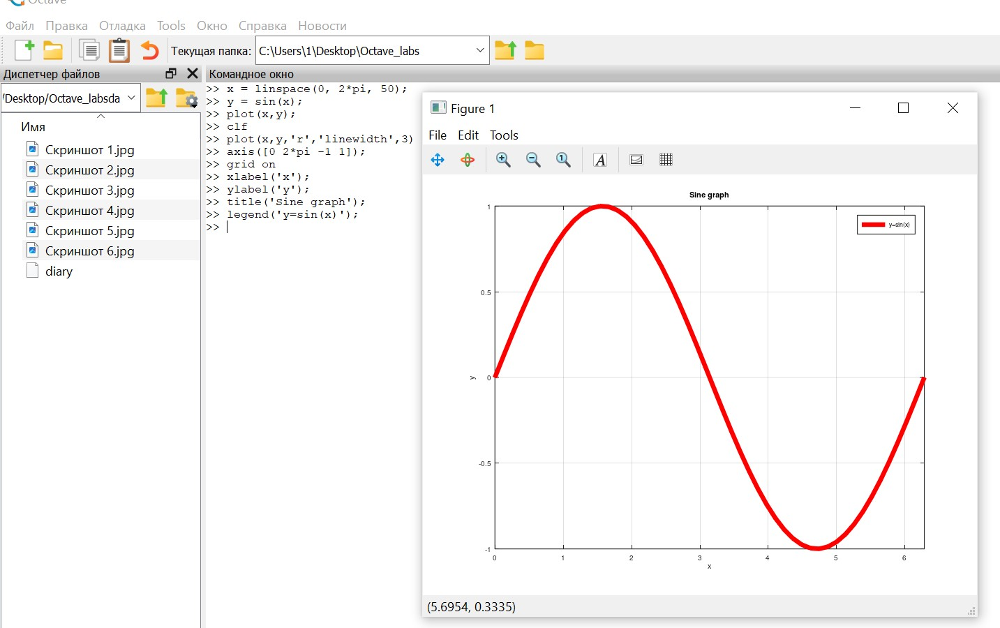 Octave
Файл Правка Отладка Tools Окно Справка Новости
Текущая папка: C:\Users\1\Desktop\Octave_labs
Диспетчер файлов
/Desktop/Octave_labsda
Имя
Скриншот 1.jpg
Скриншот 2.jpg
Скриншот 3.jpg
Скриншот 4.jpg
Скриншот 5.jpg
Скриншот 6.jpg
diary
Командное окно
>> x = linspace(0, 2*pi, 50);
>> y = sin(x);
>> plot(x,y);
>> clf
>> plot(x,y,'r','linewidth',3)
>> axis([0 2*pi -1 1]);
>> grid on
>> xlabel('x');
>> ylabel('y');
>> title('Sine graph');
>> legend('y=sin(x)');
>>
Figure 1
File Edit Tools
1
A
Sine graph
y=sin(x)
1
0.5
0
-0.5
-1
y
0 1 2 3 4 5 6
x
(5.6954, 0.3335)